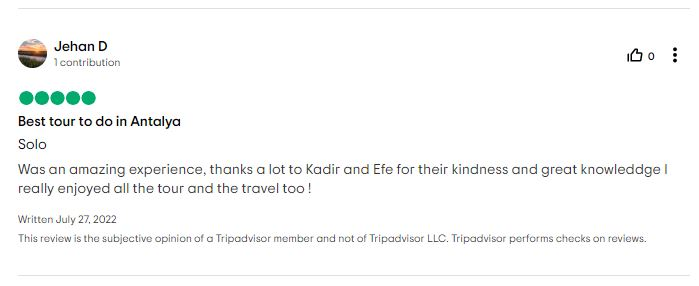 Jehan D
1 contribution
0
Best tour to do in Antalya
Solo
Was an amazing experience, thanks a lot to Kadir and Efe for their kindness and great knowleddge I
really enjoyed all the tour and the travel too !
Written July 27, 2022
This review is the subjective opinion of a Tripadvisor member and not of Tripadvisor LLC. Tripadvisor performs checks on reviews.